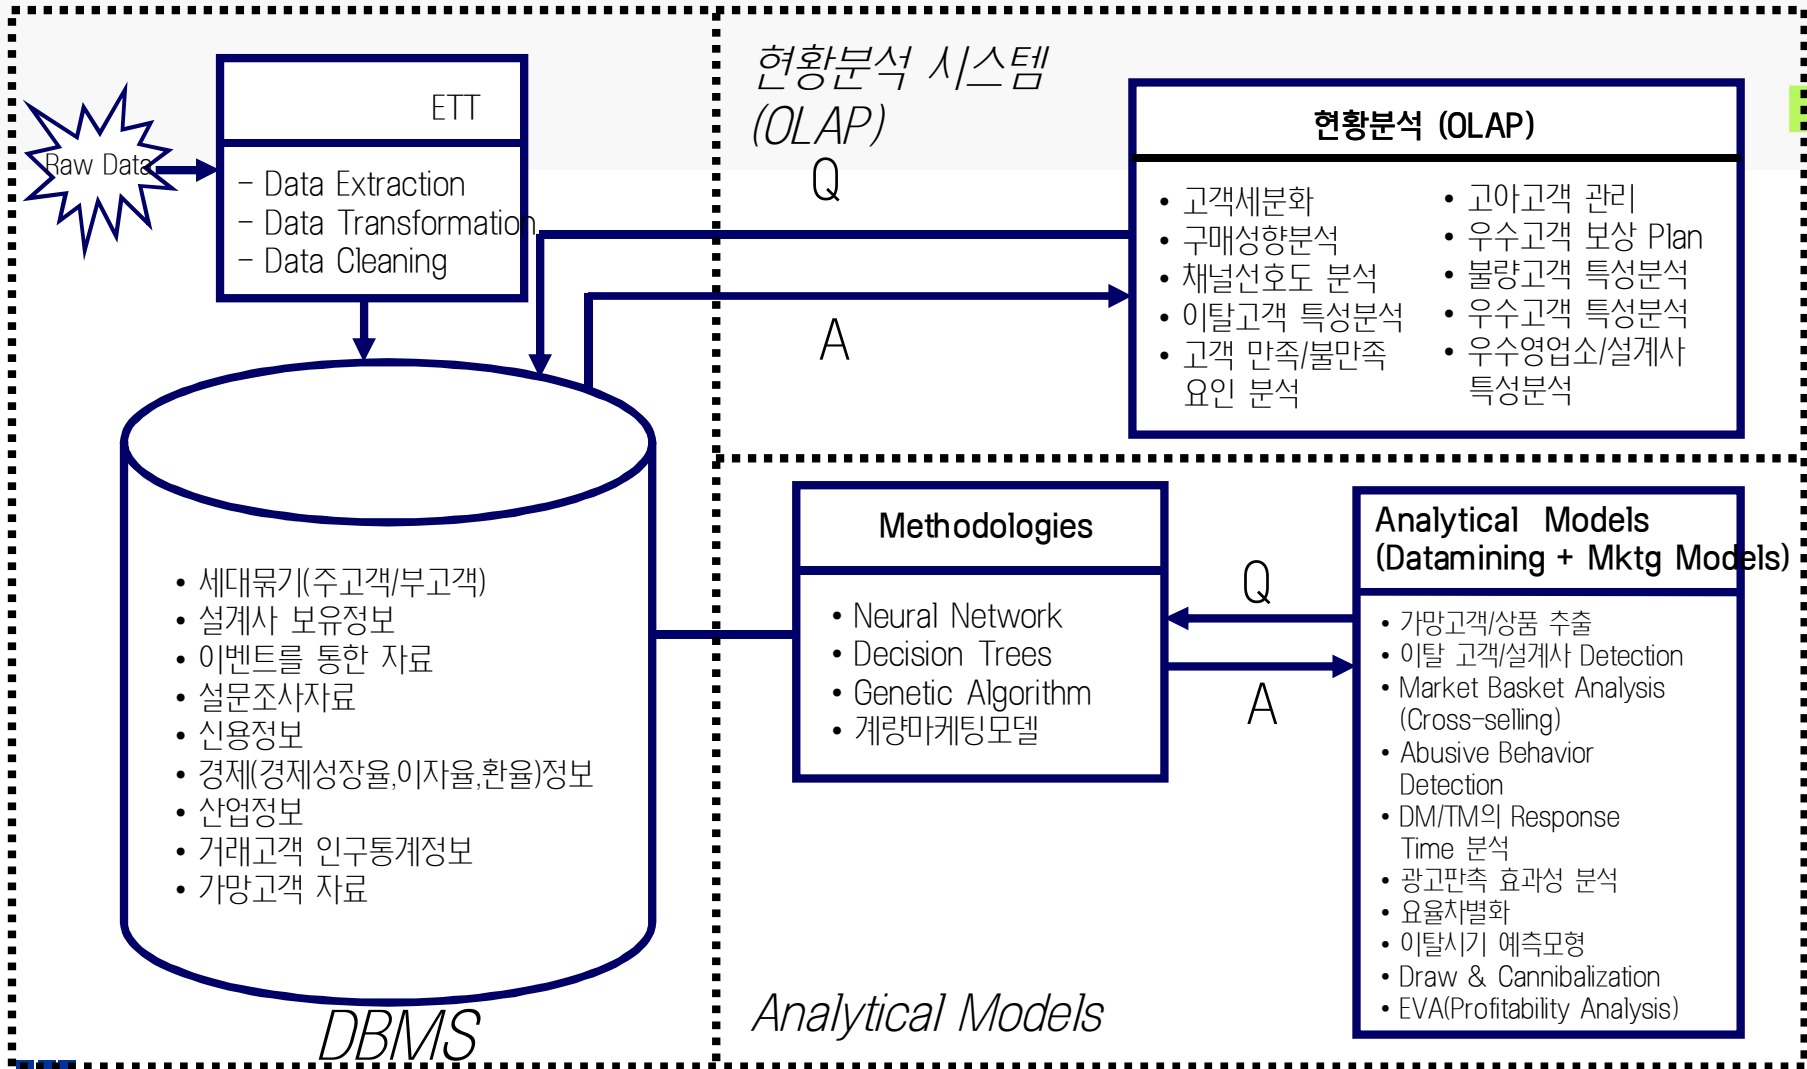 Raw Data
ETT
- Data Extraction
- Data Transformation
- Data Cleaning
• 세대묶기(주고객/부고객)
• 설계사 보유정보
• 이벤트를 통한 자료
• 설문조사자료
• 신용정보
• 경제(경제성장율,이자율,환율)정보
• 산업정보
• 거래고객 인구통계정보
• 가망고객 자료
DBMS
현황분석 시스템
(OLAP)
Q
A
현황분석 (OLAP)
• 고객세분화
• 구매성향분석
• 채널선호도 분석
• 이탈고객 특성분석
• 고객 만족/불만족
요인 분석
• 고아고객 관리
• 우수고객 보상 Plan
• 불량고객 특성분석
• 우수고객 특성분석
• 우수영업소/설계사
특성분석
Methodologies
• Neural Network
• Decision Trees
• Genetic Algorithm
• 계량마케팅모델
Q
A
Analytical Models
(Datamining + Mktg Models)
• 가망고객/상품 추출
• 이탈 고객/설계사 Detection
• Market Basket Analysis
(Cross-selling)
• Abusive Behavior
Detection
• DM/TM의 Response
Time 분석
• 광고판촉 효과성 분석
• 요율차별화
• 이탈시기 예측모형
• Draw & Cannibalization
• EVA(Profitability Analysis)
Analytical Models